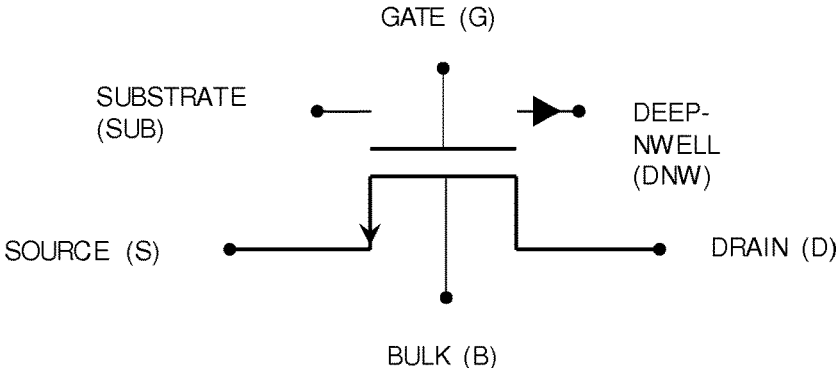 GATE (G)
SUBSTRATE
(SUB)
DEEP-
NWELL
(DNW)
SOURCE (S)
DRAIN (D)
BULK (B)